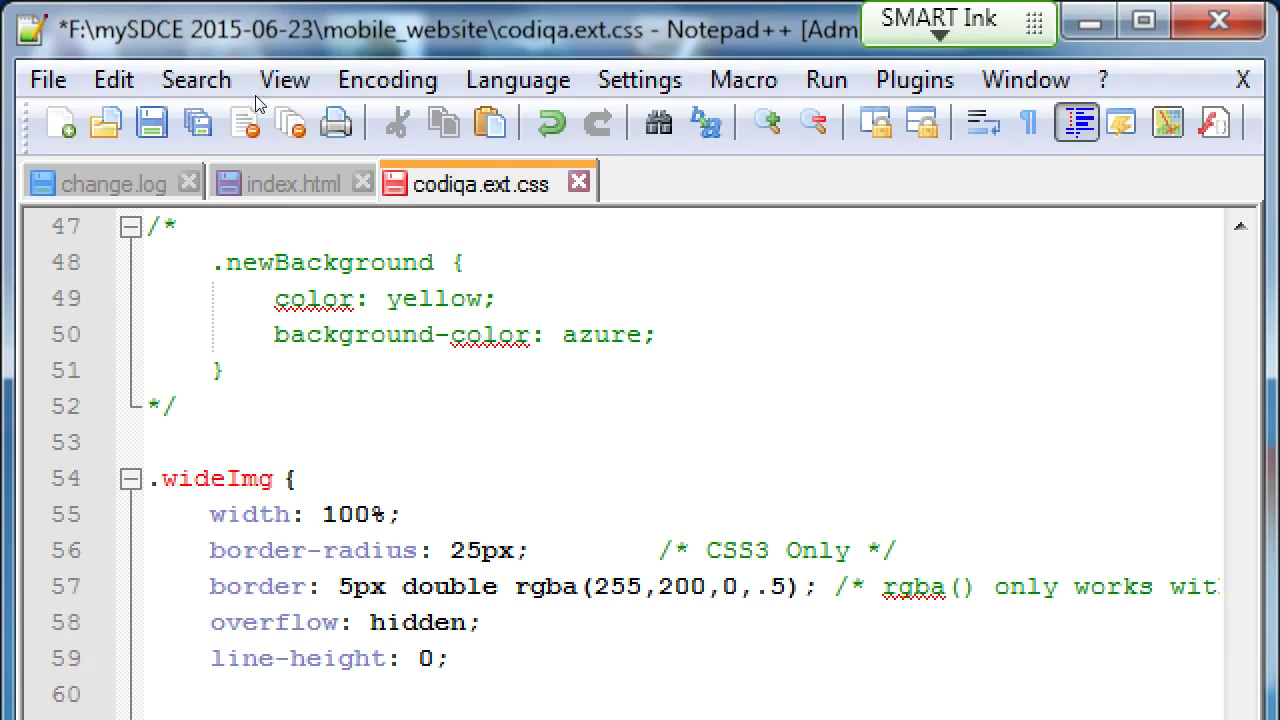 *F:\mySDCE 2015-06-23\mobile_website\codiqa.ext.css - Notepad++ [Adm
SMART Ink
File Edit Search View Encoding Language Settings Macro Run Plugins Window ? X
change.log index.html codiqa.ext.css
47 /*
48 .newBackground {
49 color: yellow;
50 background-color: azure;
51 }
52 */
53
54 .wideImg {
55 width: 100%;
56 border-radius: 25px; /* CSS3 Only */
57 border: 5px double rgba(255,200,0,.5); /* rgba() only works wit
58 overflow: hidden;
59 line-height: 0;
60